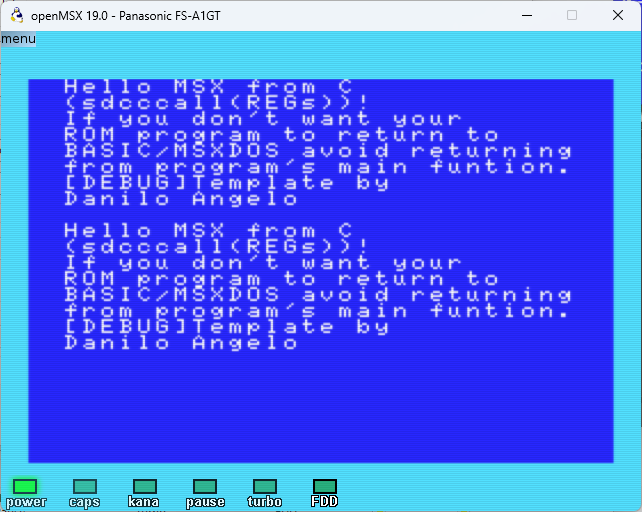 openMSX 19.0 - Panasonic FS-A1GT
menu
Hello MSX from C
(sdcccall(REGs))!
If you don't want your
ROM program to return to
BASIC/MSXDOS avoid returning
from program's main funtion.
[DEBUG]Template by
Danilo Angelo
Hello MSX from C
(sdcccall(REGs))!
If you don't want your
ROM program to return to
BASIC/MSXDOS avoid returning
from program's main funtion.
[DEBUG]Template by
Danilo Angelo
power caps kana pause turbo FDD